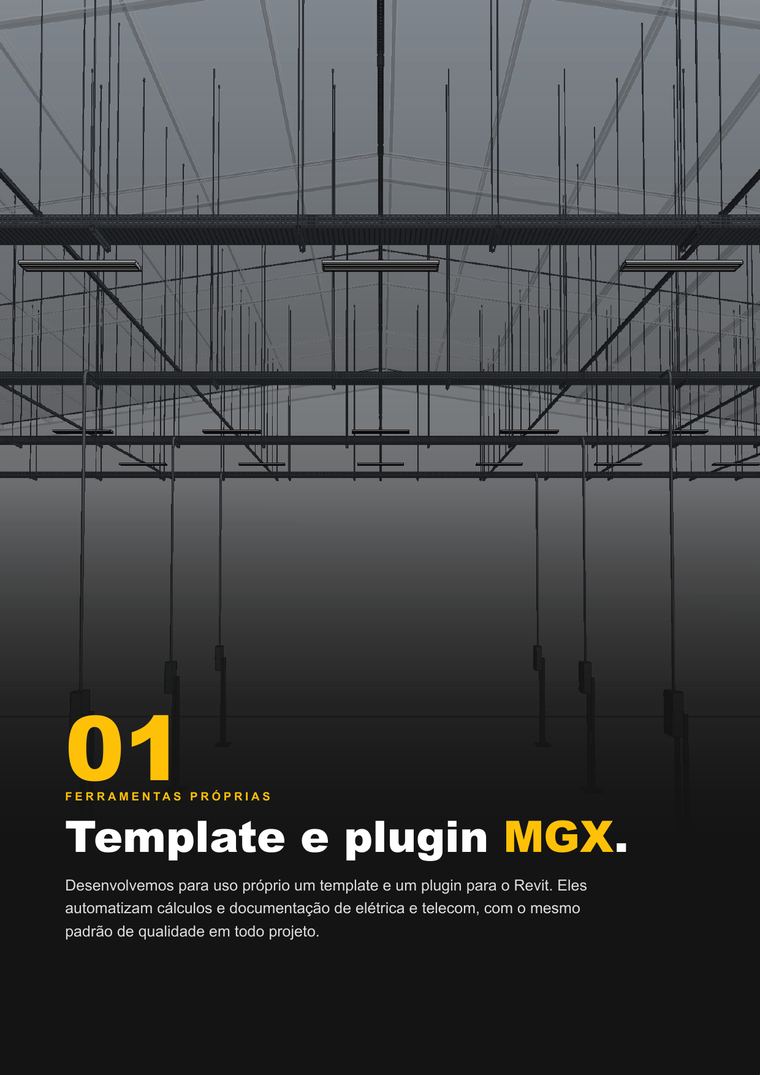 01
FERRAMENTAS PRÓPRIAS
Template e plugin MGX.
Desenvolvemos para uso próprio um template e um plugin para o Revit. Eles
automatizam cálculos e documentação de elétrica e telecom, com o mesmo
padrão de qualidade em todo projeto.